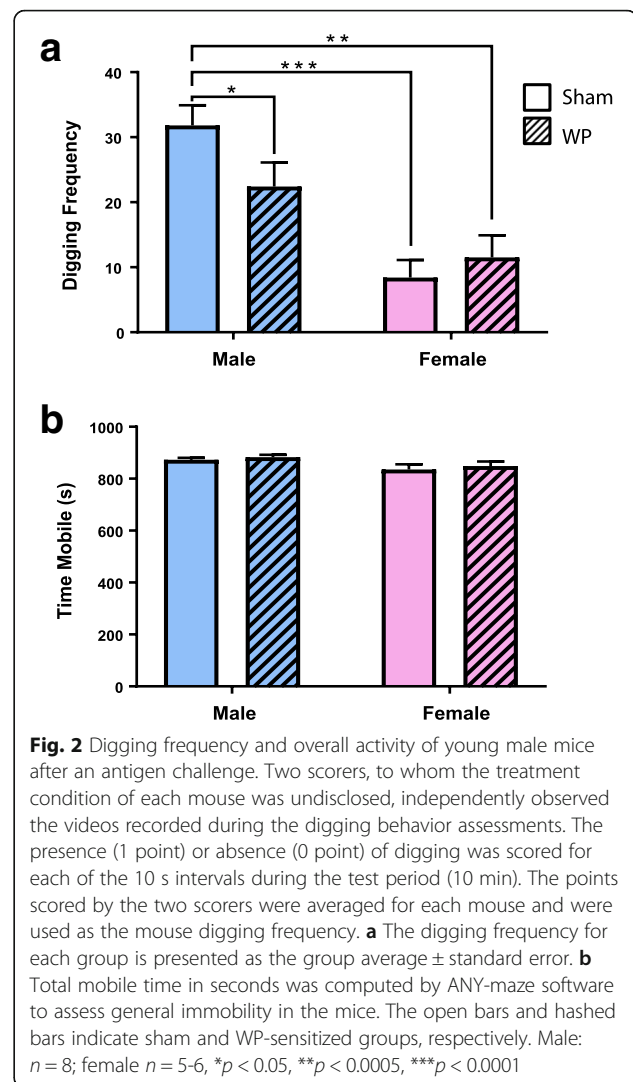 a
* *
* * *
*
Sham
WP
40
30
20
10
0
Digging Frequency
Male Female
b
1000
800
600
400
200
0
Time Mobile (s)
Male Female
Fig. 2 Digging frequency and overall activity of young male mice
after an antigen challenge. Two scorers, to whom the treatment
condition of each mouse was undisclosed, independently observed
the videos recorded during the digging behavior assessments. The
presence (1 point) or absence (0 point) of digging was scored for
each of the 10 s intervals during the test period (10 min). The points
scored by the two scorers were averaged for each mouse and were
used as the mouse digging frequency. a The digging frequency for
each group is presented as the group average ± standard error. b
Total mobile time in seconds was computed by ANY-maze software
to assess general immobility in the mice. The open bars and hashed
bars indicate sham and WP-sensitized groups, respectively. Male:
n = 8; female n = 5-6, *p < 0.05, **p < 0.0005, ***p < 0.0001